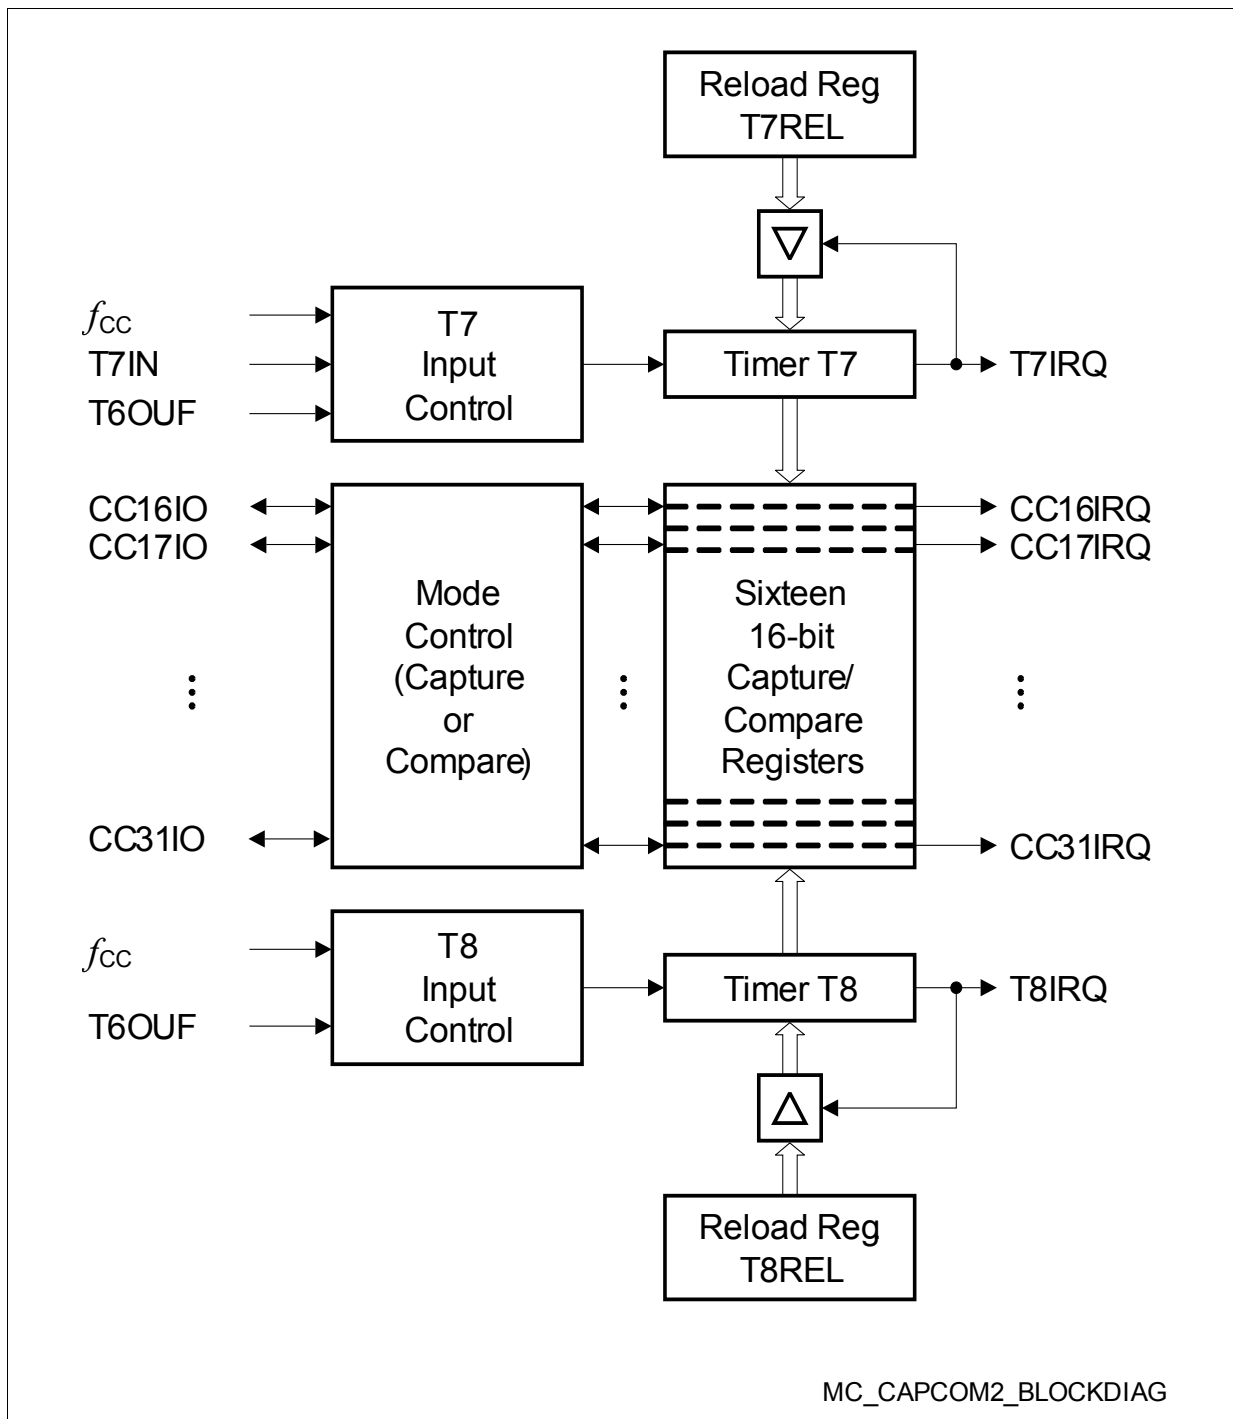 Reload Reg.
T7REL
fCC
T7IN
T6OUF
T7
Input
Control
Timer T7
T7IRQ
CC16IO
CC17IO
CC31IO
Mode
Control
(Capture
or
Compare)
Sixteen
16-bit
Capture/
Compare
Registers
CC16IRQ
CC17IRQ
CC31IRQ
fCC
T6OUF
T8
Input
Control
Timer T8
T8IRQ
Reload Reg.
T8REL
MC_CAPCOM2_BLOCKDIAG